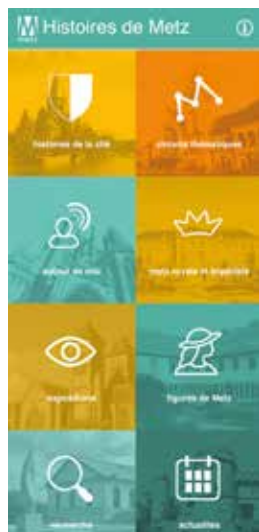 Histoires de Metz
histoires de la cité
circuits thématiques
autour de moi
metz royale et impériale
expositions
figures de Metz
recherche
actualités